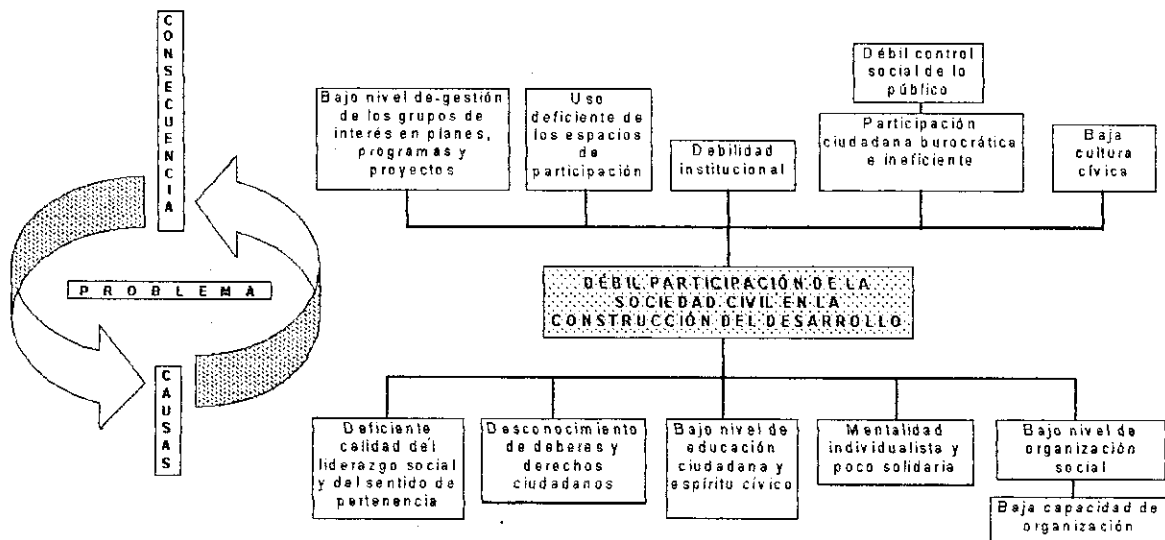 CONSECUENCIA
Bajo nivel de-gestión
de los grupos de
interés en planes,
programas y
proyectos
Uso
deficiente de
los espacios
de
participación
Debilidad
institucional
Débil control
social de lo
público
Participación
ciudadana burocrática
e ineficiente
Baja
cultura
cívica
PROBLEMA
DÉBIL PARTICIPACIÓN DE LA
SOCIEDAD CIVIL EN LA
CONSTRUCCIÓN DEL DESARROLLO
CAUSAS
Deficiente
calidad del
liderazgo social
y del sentido de
pertenencia
Desconocimiento
de deberes y
derechos
ciudadanos
Bajo nivel de
educación
ciudadana y
espíritu cívico
Mentalidad
individualista y
poco solidaria
Bajo nivel de
organización
social
Baja capacidad de
organización